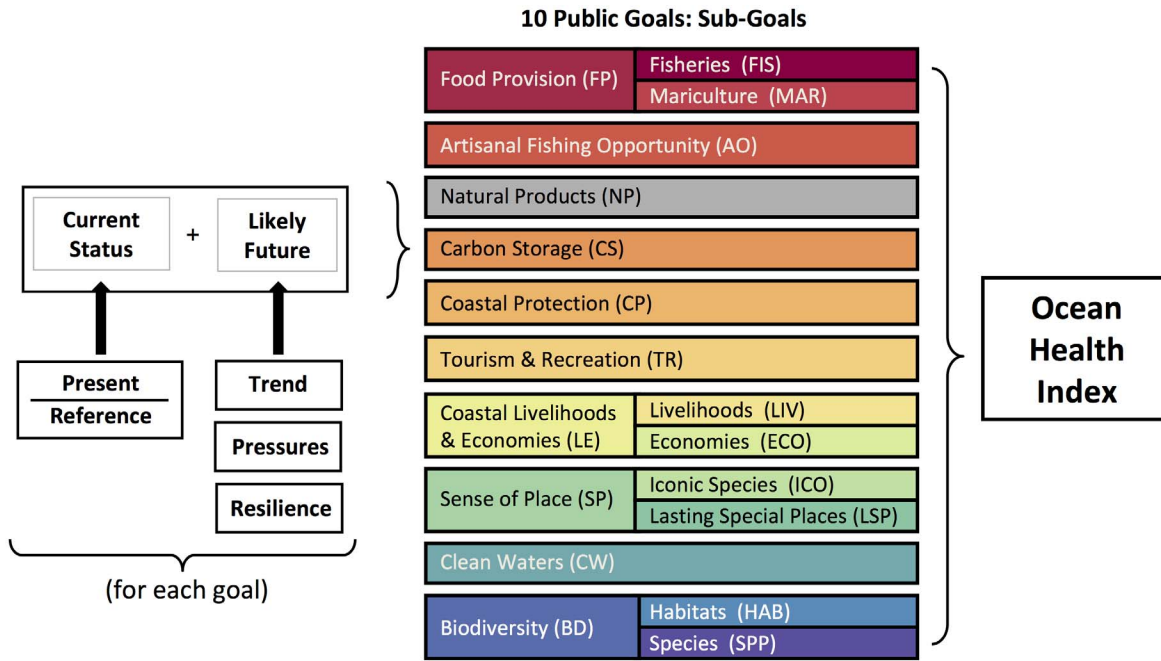 10 Public Goals: Sub-Goals
Food Provision (FP)
Fisheries (FIS)
Mariculture (MAR)
Artisanal Fishing Opportunity (AO)
Natural Products (NP)
Carbon Storage (CS)
Coastal Protection (CP)
Tourism & Recreation (TR)
Coastal Livelihoods
& Economies (LE)
Livelihoods (LIV)
Economies (ECO)
Sense of Place (SP)
Iconic Species (ICO)
Lasting Special Places (LSP)
Clean Waters (CW)
Biodiversity (BD)
Habitats (HAB)
Species (SPP)
Current
Status
+
Likely
Future
Present
Reference
Trend
Pressures
Resilience
(for each goal)
Ocean
Health
Index